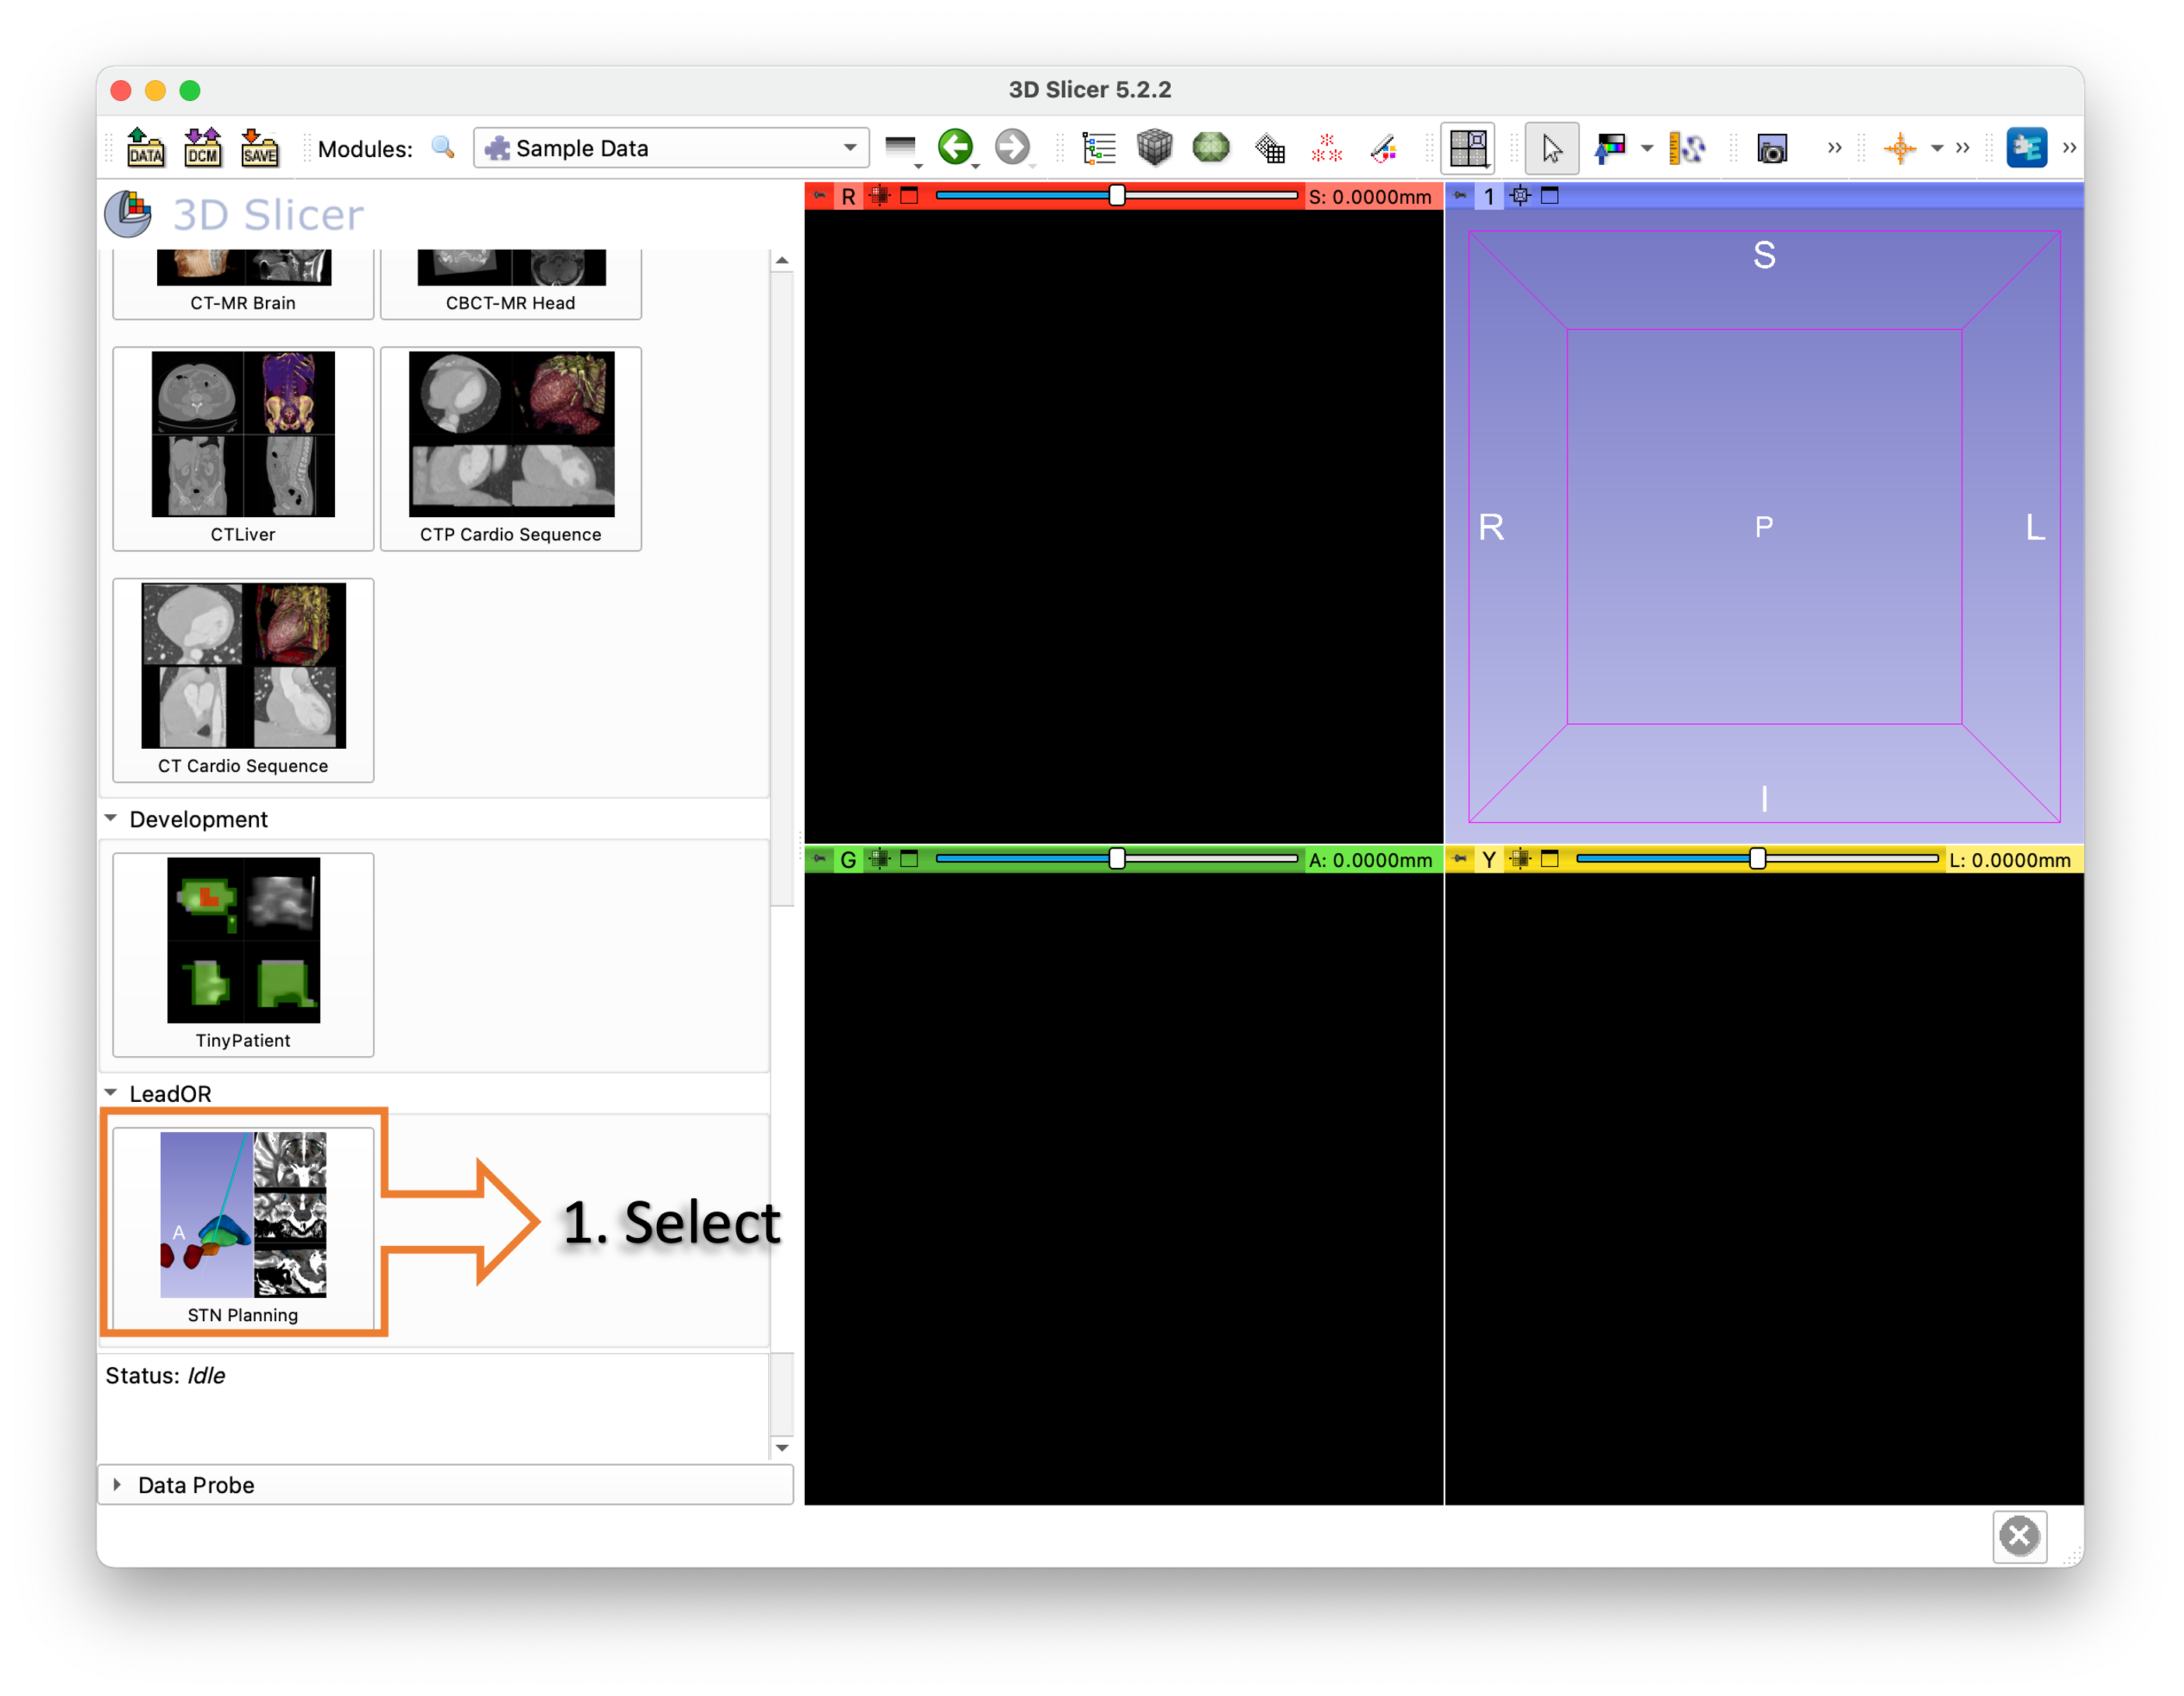 3D Slicer 5.2.2
DATA
DCM
SAVE
Modules:
Sample Data
3D Slicer
R
S: 0.0000mm
1
CT-MR Brain
CBCT-MR Head
S
R
P
L
I
CTLiver
CTP Cardio Sequence
CT Cardio Sequence
Development
G
A: 0.0000mm
Y
L: 0.0000mm
TinyPatient
LeadOR
A
1. Select
STN Planning
Status: Idle
Data Probe